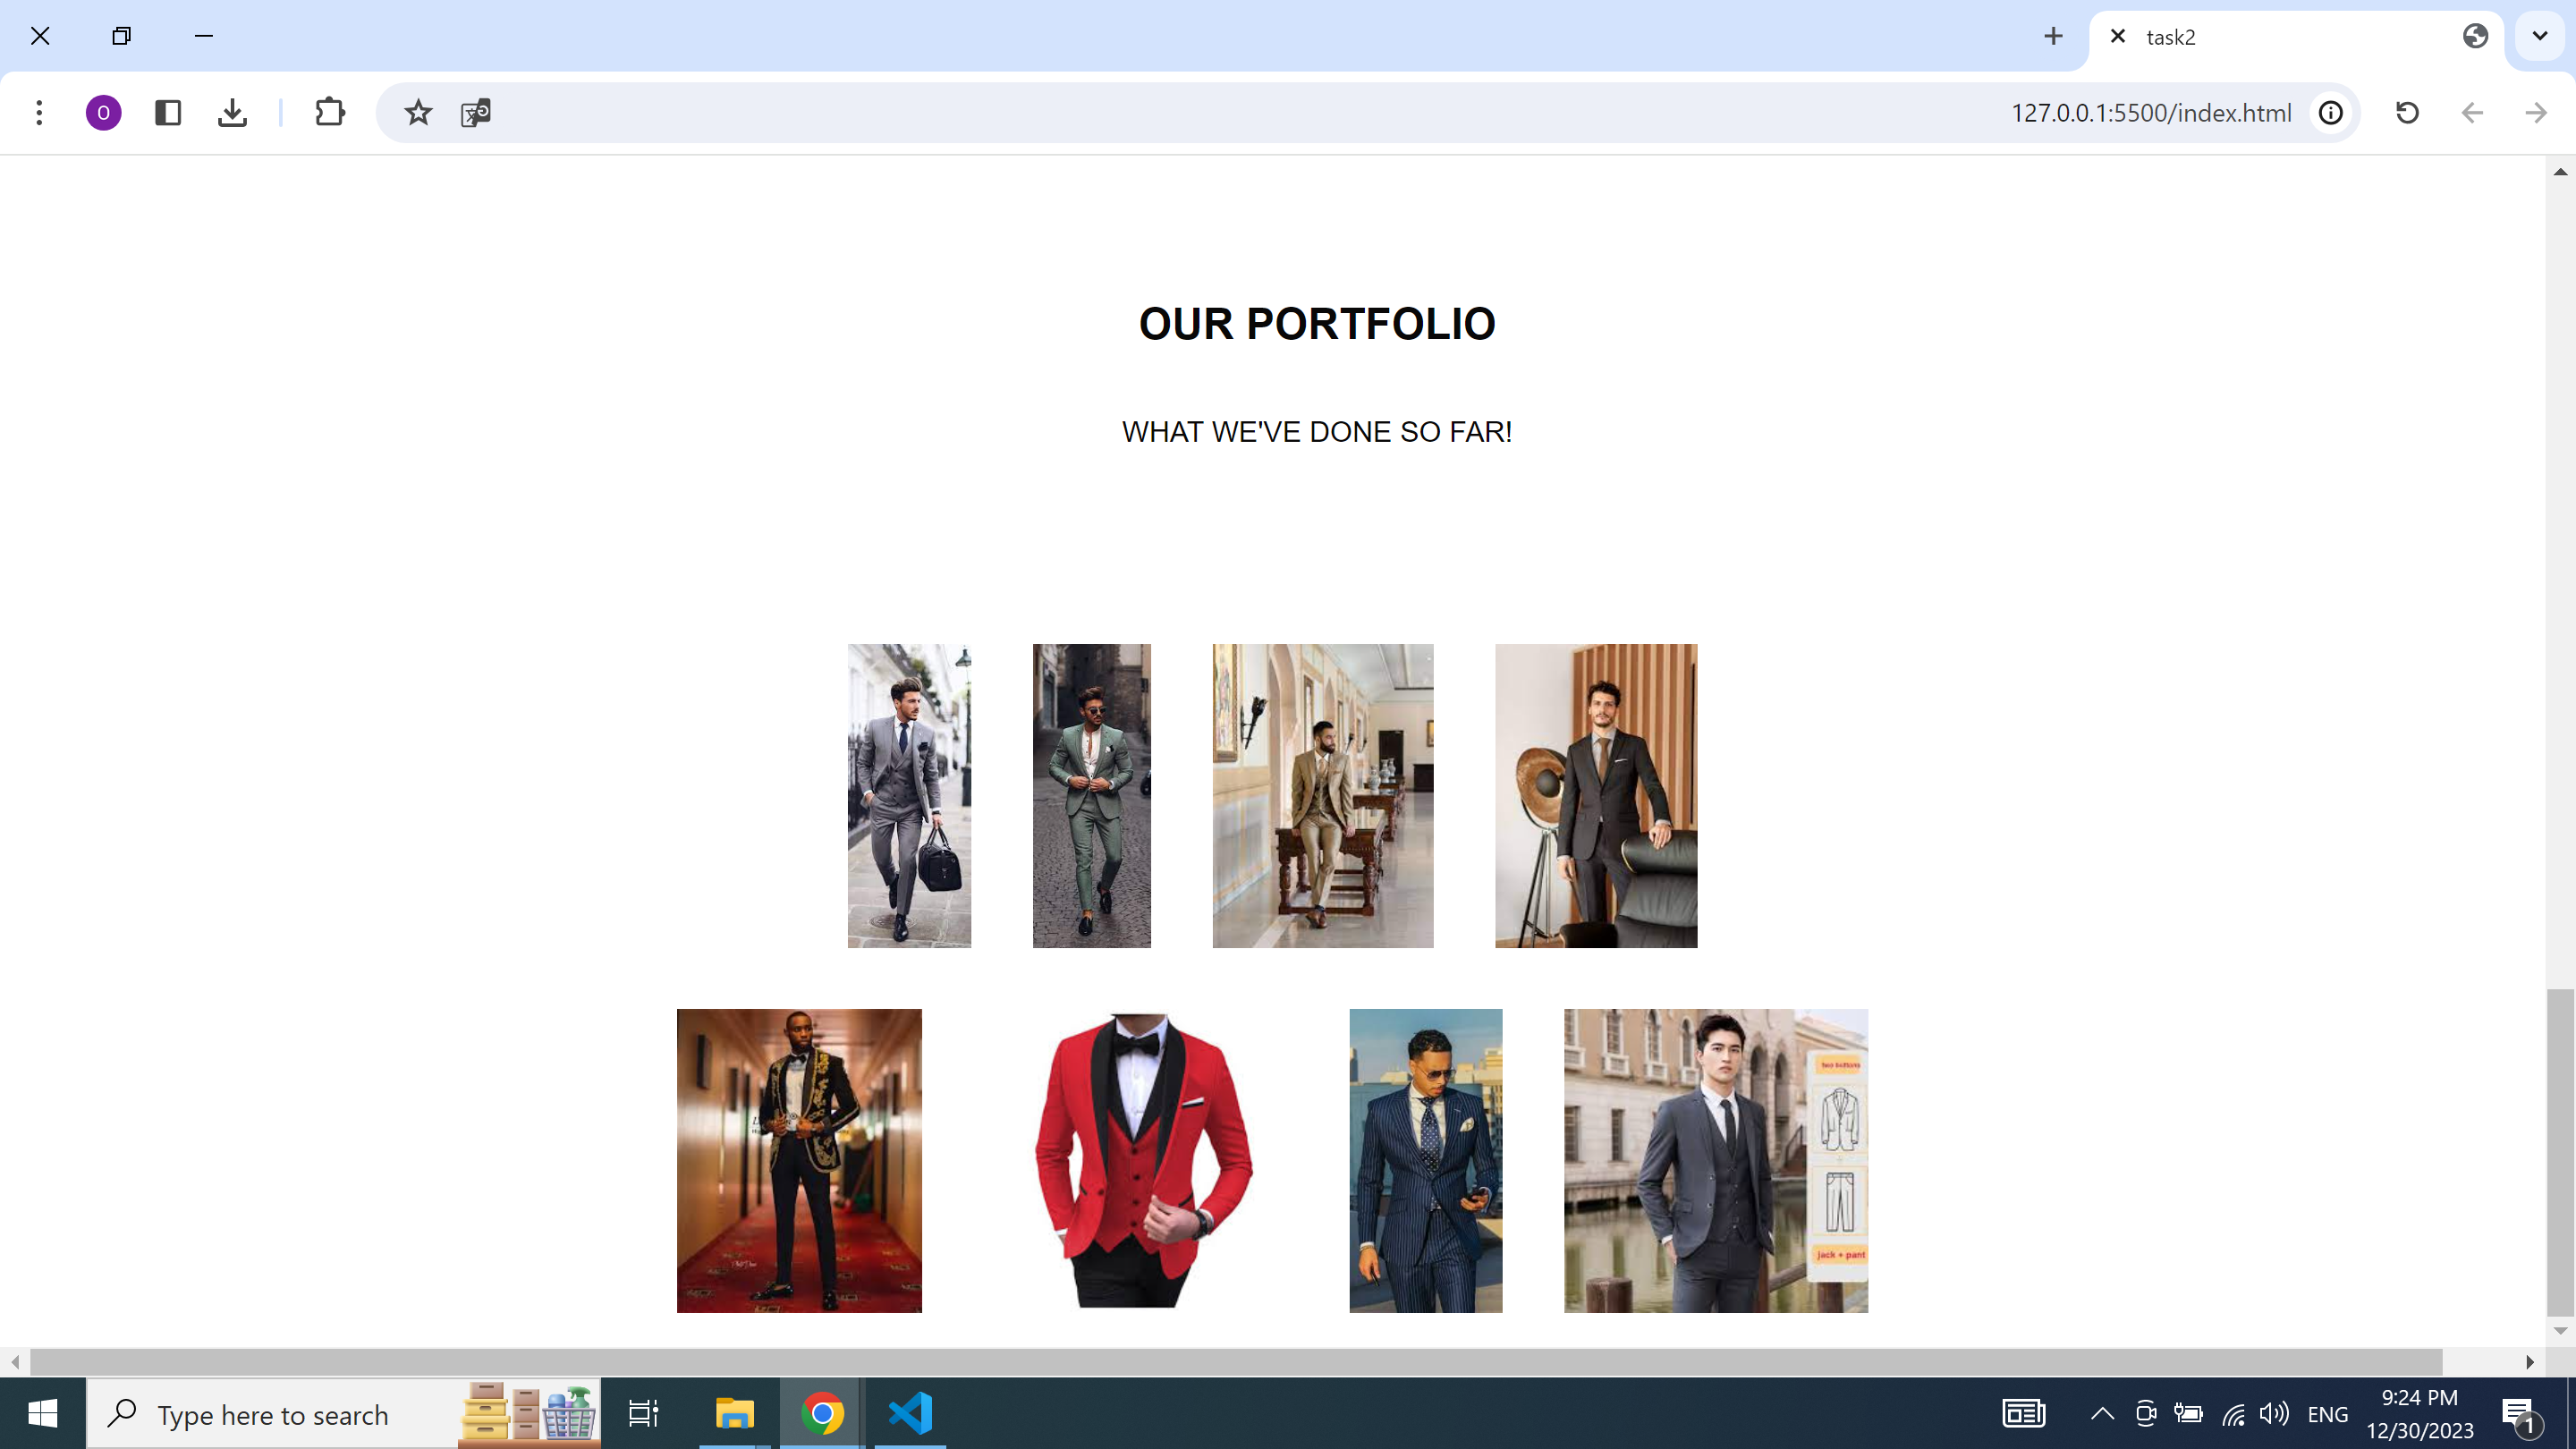 task2
127.0.0.1:5500/index.html
O
OUR PORTFOLIO
WHAT WE'VE DONE SO FAR!
two buttons
jack + pant
Type here to search
ENG
9:24 PM
12/30/2023
1